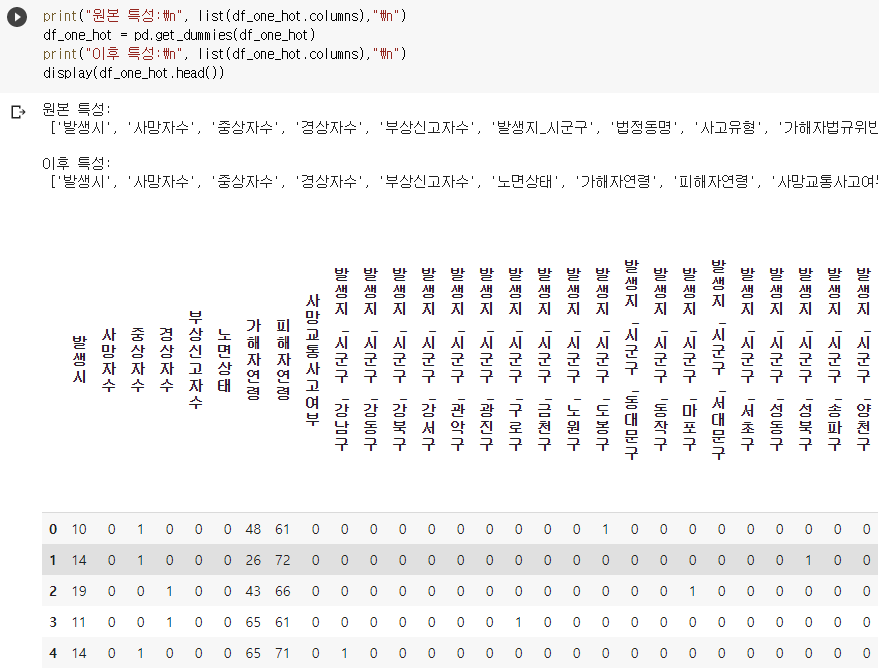 print("원본 특성:₩n", list(df_one_hot.columns),"₩n")
df_one_hot = pd.get_dummies(df_one_hot)
print("이후 특성:₩n", list(df_one_hot.columns),"₩n")
display(df_one_hot.head())
원본 특성:
['발생시', '사망자수', '중상자수', '경상자수', '부상신고자수', '발생지_시군구', '법정동명', '사고유형', '가해자법규위반
이후 특성:
['발생시', '사망자수', '중상자수', '경상자수', '부상신고자수', '노면상태', '가해자연령', '피해자연령', '사망교통사고여부
발생시 사망자수 중상자수 경상자수 부상신고자수 노면상태 가해자연령 피해자연령 사망교통사고여부 발생지_시군구_강남구 발생지_시군구_강동구 발생지_시군구_강북구 발생지_시군구_강서구 발생지_시군구_관악구 발생지_시군구_광진구 발생지_시군구_구로구 발생지_시군구_금천구 발생지_시군구_노원구 발생지_시군구_도봉구 발생지_시군구_동대문구 발생지_시군구_동작구 발생지_시군구_마포구 발생지_시군구_서대문구 발생지_시군구_서초구 발생지_시군구_성동구 발생지_시군구_성북구 발생지_시군구_송파구 발생지_시군구_양천구
0 10 0 1 0 0 0 48 61 0 0 0 0 0 0 0 0 0 0 1 0 0 0 0 0 0 0 0 0
1 14 0 1 0 0 0 26 72 0 0 0 0 0 0 0 0 0 0 0 0 0 0 0 0 0 1 0 0
2 19 0 0 1 0 0 43 66 0 0 0 0 0 0 0 0 0 0 0 0 0 1 0 0 0 0 0 0
3 11 0 0 1 0 0 65 61 0 0 0 0 0 0 0 1 0 0 0 0 0 0 0 0 0 0 0 0
4 14 0 1 0 0 0 65 71 0 1 0 0 0 0 0 0 0 0 0 0 0 0 0 0 0 0 0 0